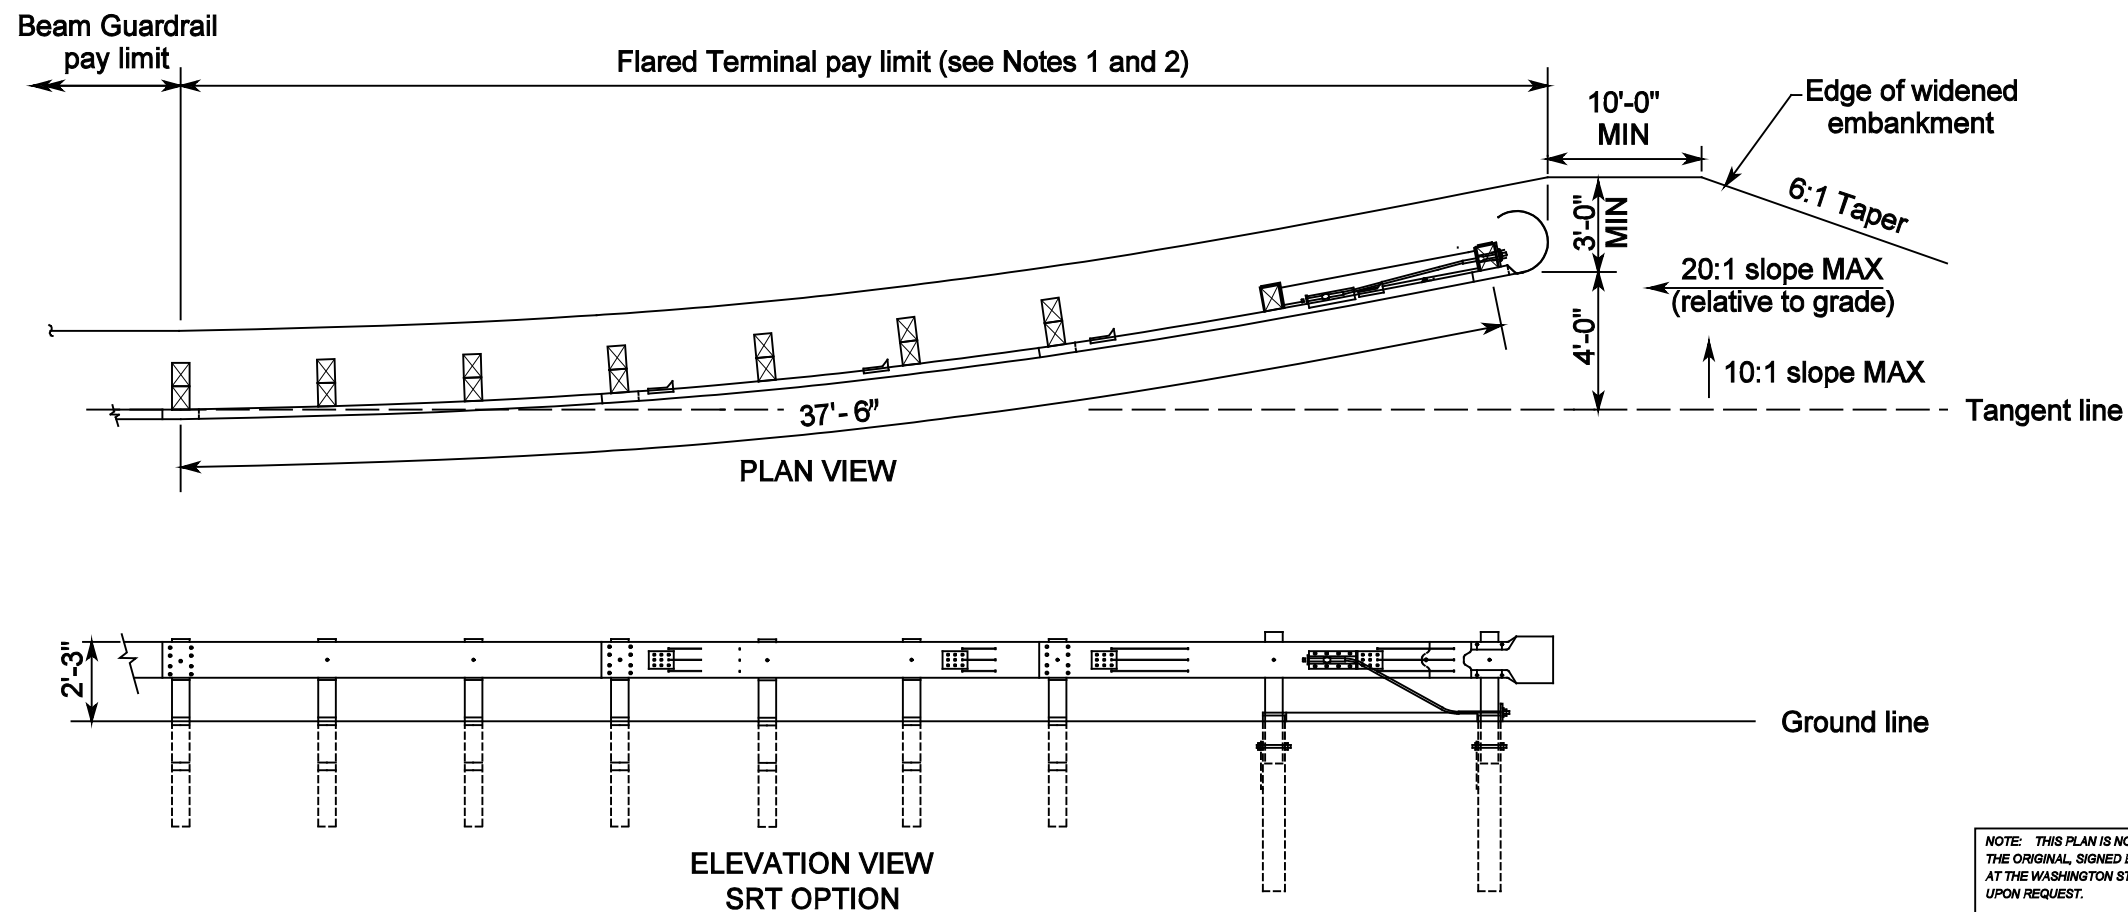 Beam Guardrail
pay limit
Flared Terminal pay limit (see Notes 1 and 2)
10'-0"
MIN
Edge of widened
embankment
6:1 Taper
3'-0"
MIN
20:1 slope MAX
(relative to grade)
4'-0"
10:1 slope MAX
Tangent line
37'- 6"
PLAN VIEW
2'-3"
Ground line
ELEVATION VIEW
SRT OPTION
NOTE: THIS PLAN IS
THE ORIGINAL, SIGNED
AT THE WASHINGTON
UPON REQUEST.